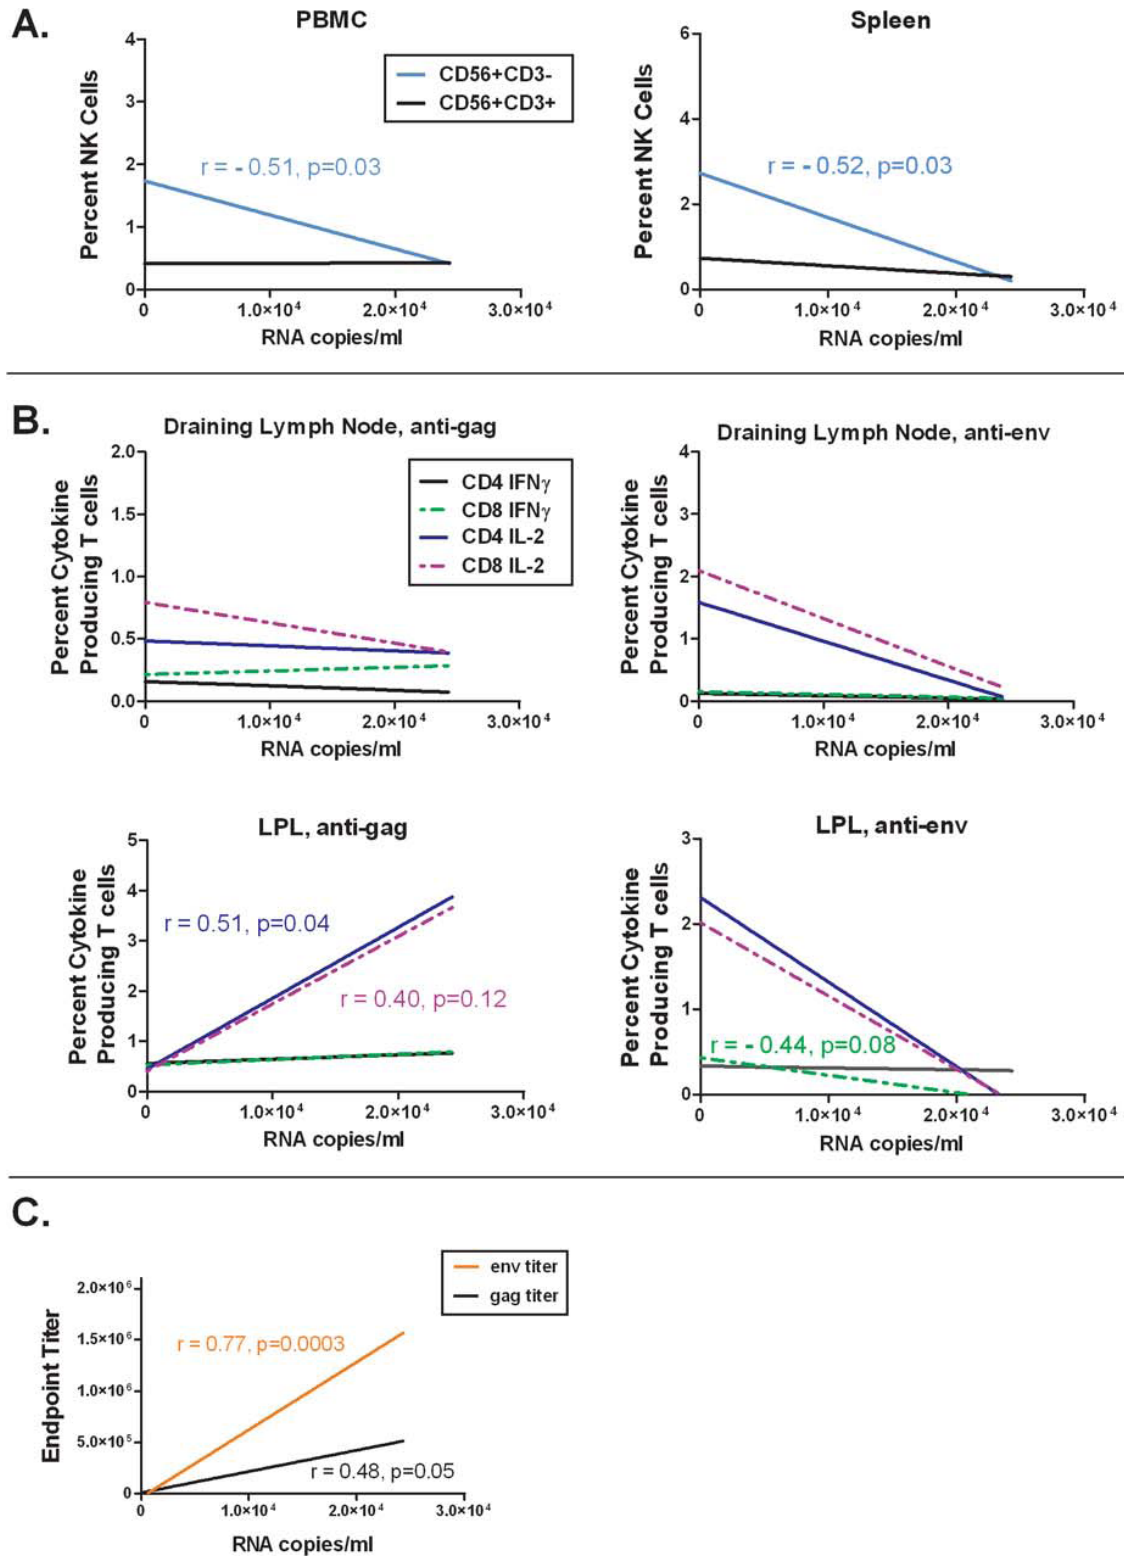 A.
PBMC
Percent NK Cells
4
3
2
1
0
CD56+CD3-
CD56+CD3+
r = - 0.51, p=0.03
0
1.0×10⁴
2.0×10⁴
3.0×10⁴
RNA copies/ml
Spleen
Percent NK Cells
6
4
2
0
r = - 0.52, p=0.03
0
1.0×10⁴
2.0×10⁴
3.0×10⁴
RNA copies/ml
B.
Draining Lymph Node, anti-gag
Percent Cytokine
Producing T cells
2.0
1.5
1.0
0.5
0.0
CD4 IFNγ
CD8 IFNγ
CD4 IL-2
CD8 IL-2
0
1.0×10⁴
2.0×10⁴
3.0×10⁴
RNA copies/ml
Draining Lymph Node, anti-env
Percent Cytokine
Producing T cells
4
3
2
1
0
0
1.0×10⁴
2.0×10⁴
3.0×10⁴
RNA copies/ml
LPL, anti-gag
Percent Cytokine
Producing T cells
5
4
3
2
1
0
r = 0.51, p=0.04
r = 0.40, p=0.12
0
1.0×10⁴
2.0×10⁴
3.0×10⁴
RNA copies/ml
LPL, anti-env
Percent Cytokine
Producing T cells
3
2
1
0
r = - 0.44, p=0.08
0
1.0×10⁴
2.0×10⁴
3.0×10⁴
RNA copies/ml
C.
Endpoint Titer
2.0×10⁶
1.5×10⁶
1.0×10⁶
5.0×10⁵
0
env titer
gag titer
r = 0.77, p=0.0003
r = 0.48, p=0.05
0
1.0×10⁴
2.0×10⁴
3.0×10⁴
RNA copies/ml